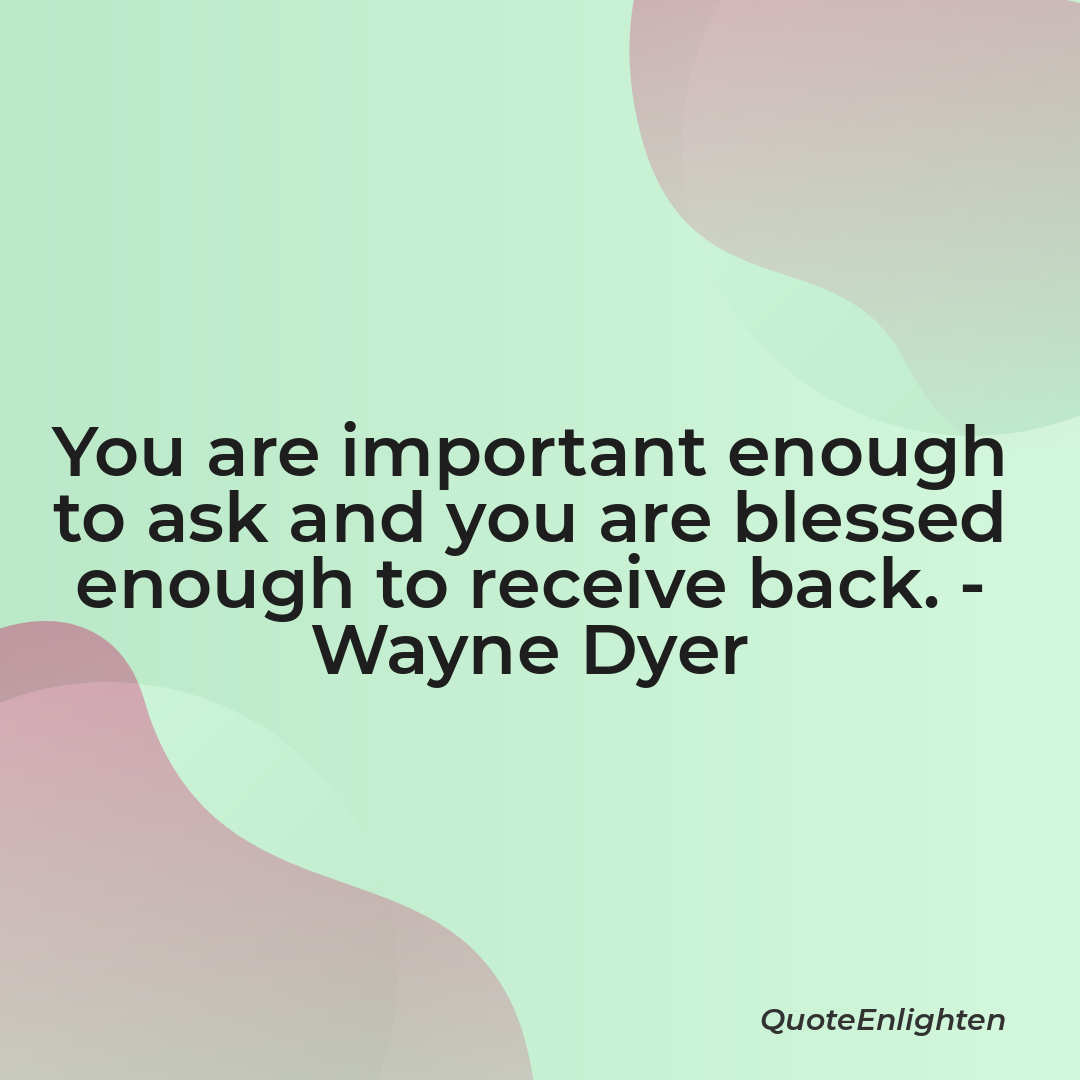 You are important enough
to ask and you are blessed
enough to receive back. -
Wayne Dyer
QuoteEnlighten